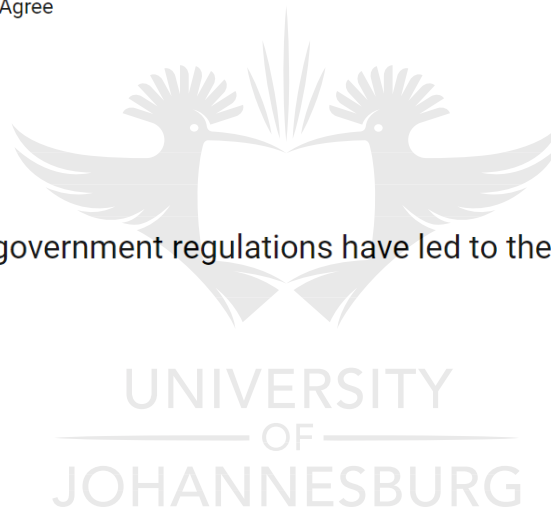 Agree
government regulations have led to the
UNIVERSITY
OF
JOHANNESBURG